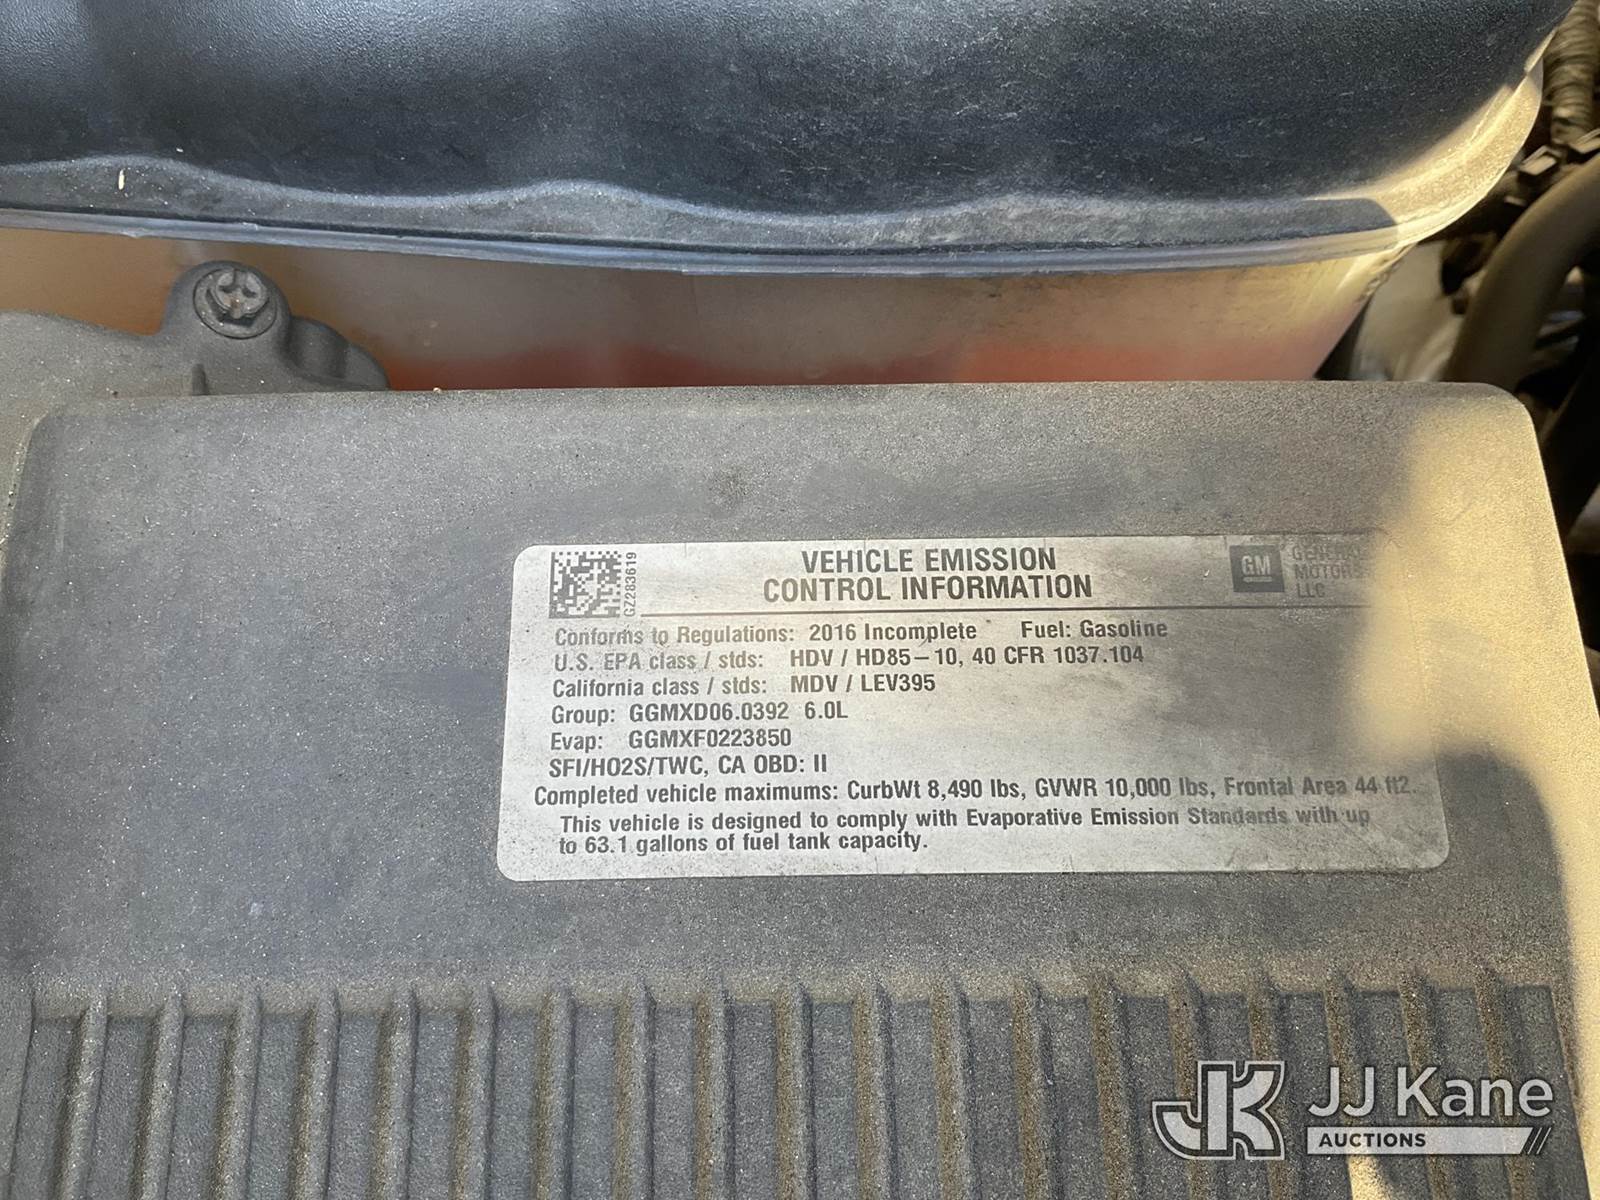 GZ283619
VEHICLE EMISSION
CONTROL INFORMATION
GM
GENERAL
MOTORS
LLC
Conforms to Regulations: 2016 Incomplete Fuel: Gasoline
U.S. EPA class / stds: HDV / HD85-10, 40 CFR 1037.104
California class / stds: MDV / LEV395
Group: GGMXD06.0392 6.0L
Evap: GGMXF0223850
SFI/HO2S/TWC, CA OBD: II
Completed vehicle maximums: CurbWt 8,490 lbs, GVWR 10,000 lbs, Frontal Area 44 ft2.
This vehicle is designed to comply with Evaporative Emission Standards with up
to 63.1 gallons of fuel tank capacity.
JK
JJ Kane
AUCTIONS